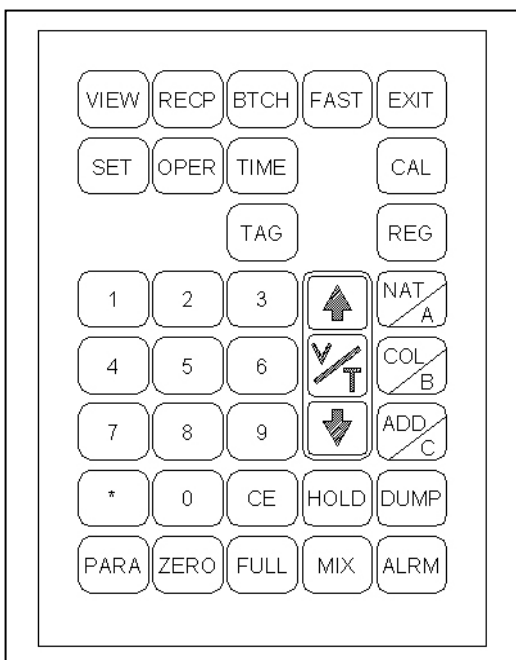 VIEW RECP BTCH FAST EXIT
SET OPER TIME CAL
TAG REG
1 2 3 NAT A
4 5 6 V/T COL B
7 8 9 ADD C
* 0 CE HOLD DUMP
PARA ZERO FULL MIX ALRM